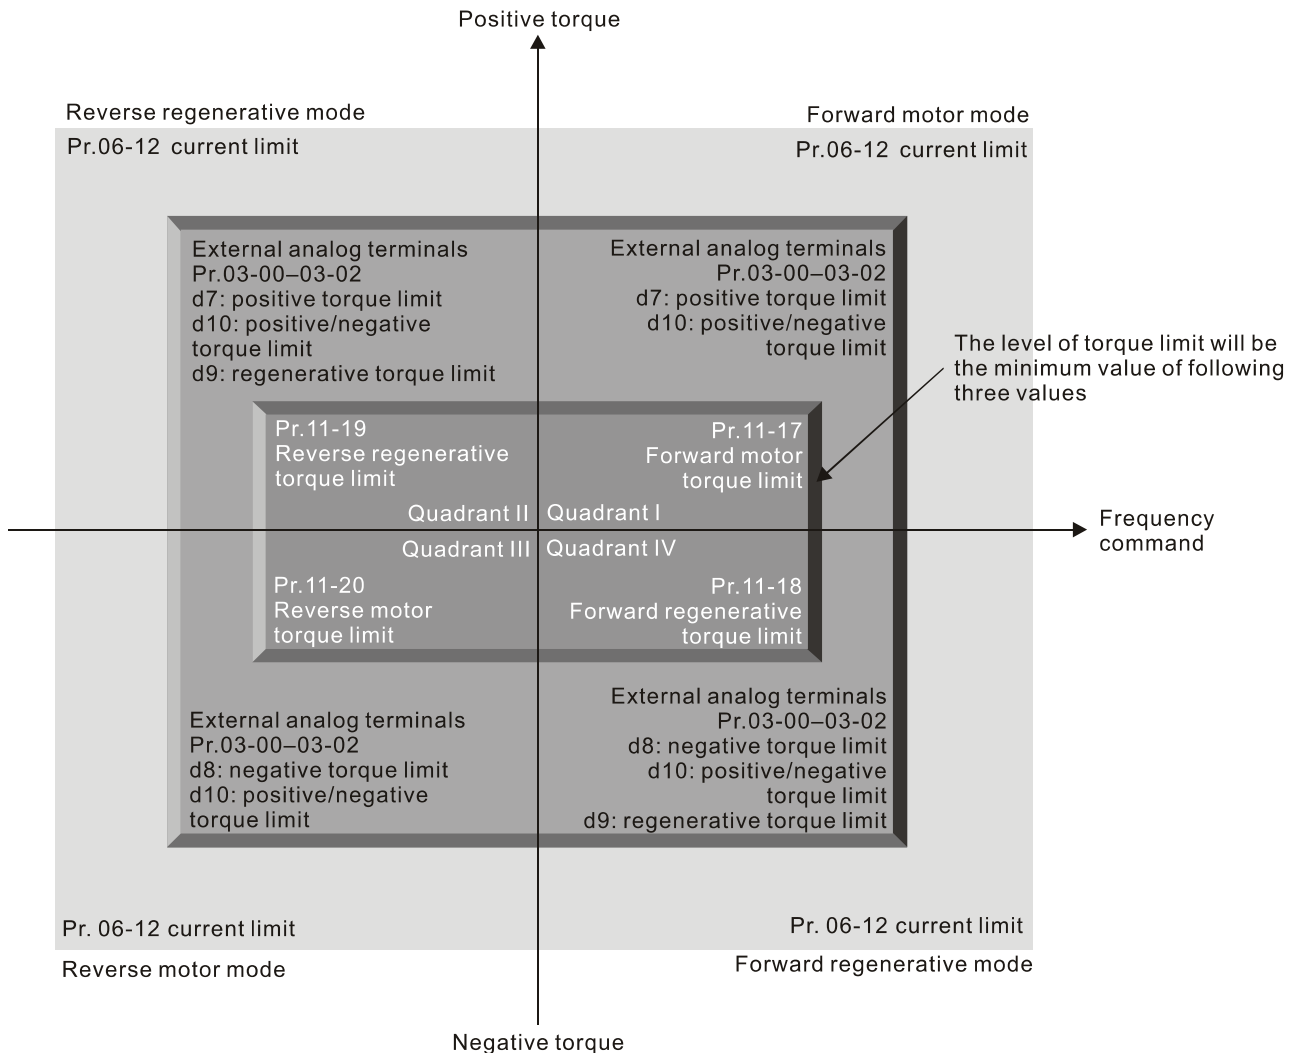 Positive torque
Reverse regenerative mode
Forward motor mode
Pr.06-12 current limit
Pr.06-12 current limit
External analog terminals
Pr.03-00–03-02
d7: positive torque limit
d10: positive/negative
torque limit
d9: regenerative torque limit
External analog terminals
Pr.03-00–03-02
d7: positive torque limit
d10: positive/negative
torque limit
The level of torque limit will be
the minimum value of following
three values
Pr.11-19
Reverse regenerative
torque limit
Pr.11-17
Forward motor
torque limit
Quadrant II
Quadrant I
Frequency
command
Quadrant III
Quadrant IV
Pr.11-20
Reverse motor
torque limit
Pr.11-18
Forward regenerative
torque limit
External analog terminals
Pr.03-00–03-02
d8: negative torque limit
d10: positive/negative
torque limit
External analog terminals
Pr.03-00–03-02
d8: negative torque limit
d10: positive/negative
torque limit
d9: regenerative torque limit
Pr. 06-12 current limit
Pr. 06-12 current limit
Reverse motor mode
Forward regenerative mode
Negative torque